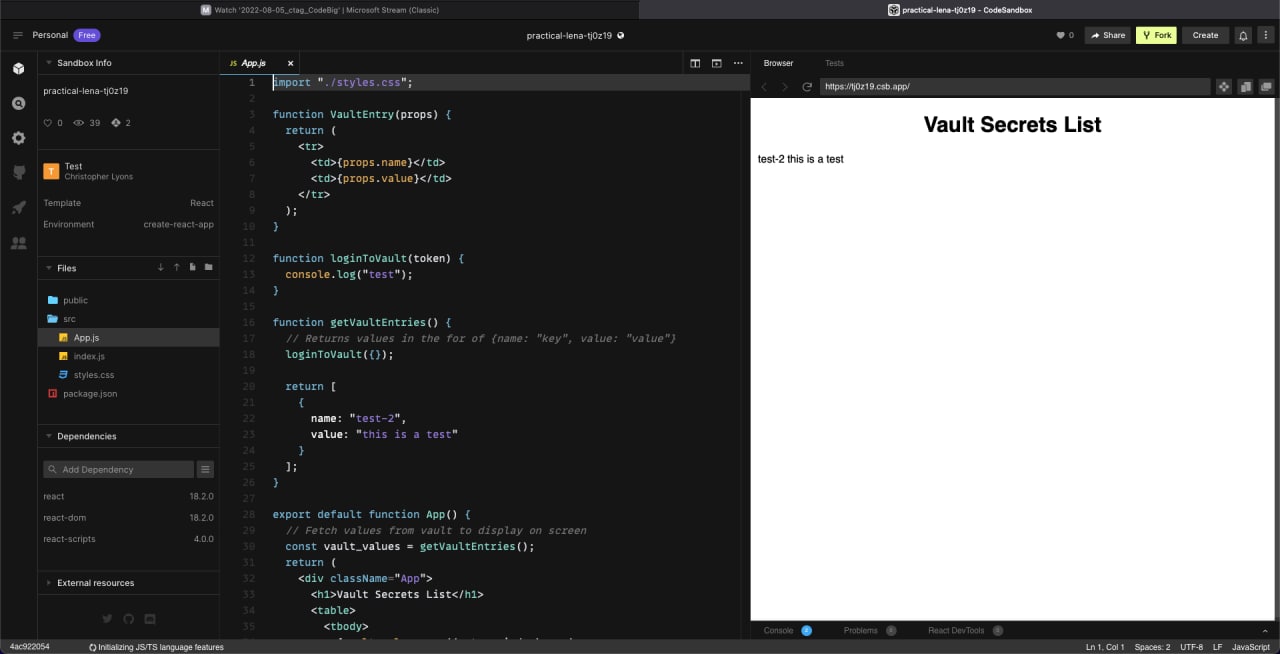 Watch '2022-08-05_ctag_CodeBig' | Microsoft Stream (Classic)
practical-lena-tj0z19 - CodeSandbox
Personal Free
practical-lena-tj0z19
0 Share Fork Create
Sandbox Info
practical-lena-tj0z19
0 39 2
T
Test
Christopher Lyons
Template React
Environment create-react-app
Files
public
src
App.js
index.js
styles.css
package.json
Dependencies
Add Dependency
react 18.2.0
react-dom 18.2.0
react-scripts 4.0.0
External resources
JS App.js ×
1 import "./styles.css";
2
3 function VaultEntry(props) {
4 return (
5 <tr>
6 <td>{props.name}</td>
7 <td>{props.value}</td>
8 </tr>
9 );
10 }
11
12 function loginToVault(token) {
13 console.log("test");
14 }
15
16 function getVaultEntries() {
17 // Returns values in the for of {name: "key", value: "value"}
18 loginToVault({});
19
20 return [
21 {
22 name: "test-2",
23 value: "this is a test"
24 }
25 ];
26 }
27
28 export default function App() {
29 // Fetch values from vault to display on screen
30 const vault_values = getVaultEntries();
31 return (
32 <div className="App">
33 <h1>Vault Secrets List</h1>
34 <table>
35 <tbody>
Browser Tests
https://tj0z19.csb.app/
Vault Secrets List
test-2 this is a test
Console 4 Problems 0 React DevTools 0
4ac922054 Initializing JS/TS language features
Ln 1, Col 1 Spaces: 2 UTF-8 LF JavaScript